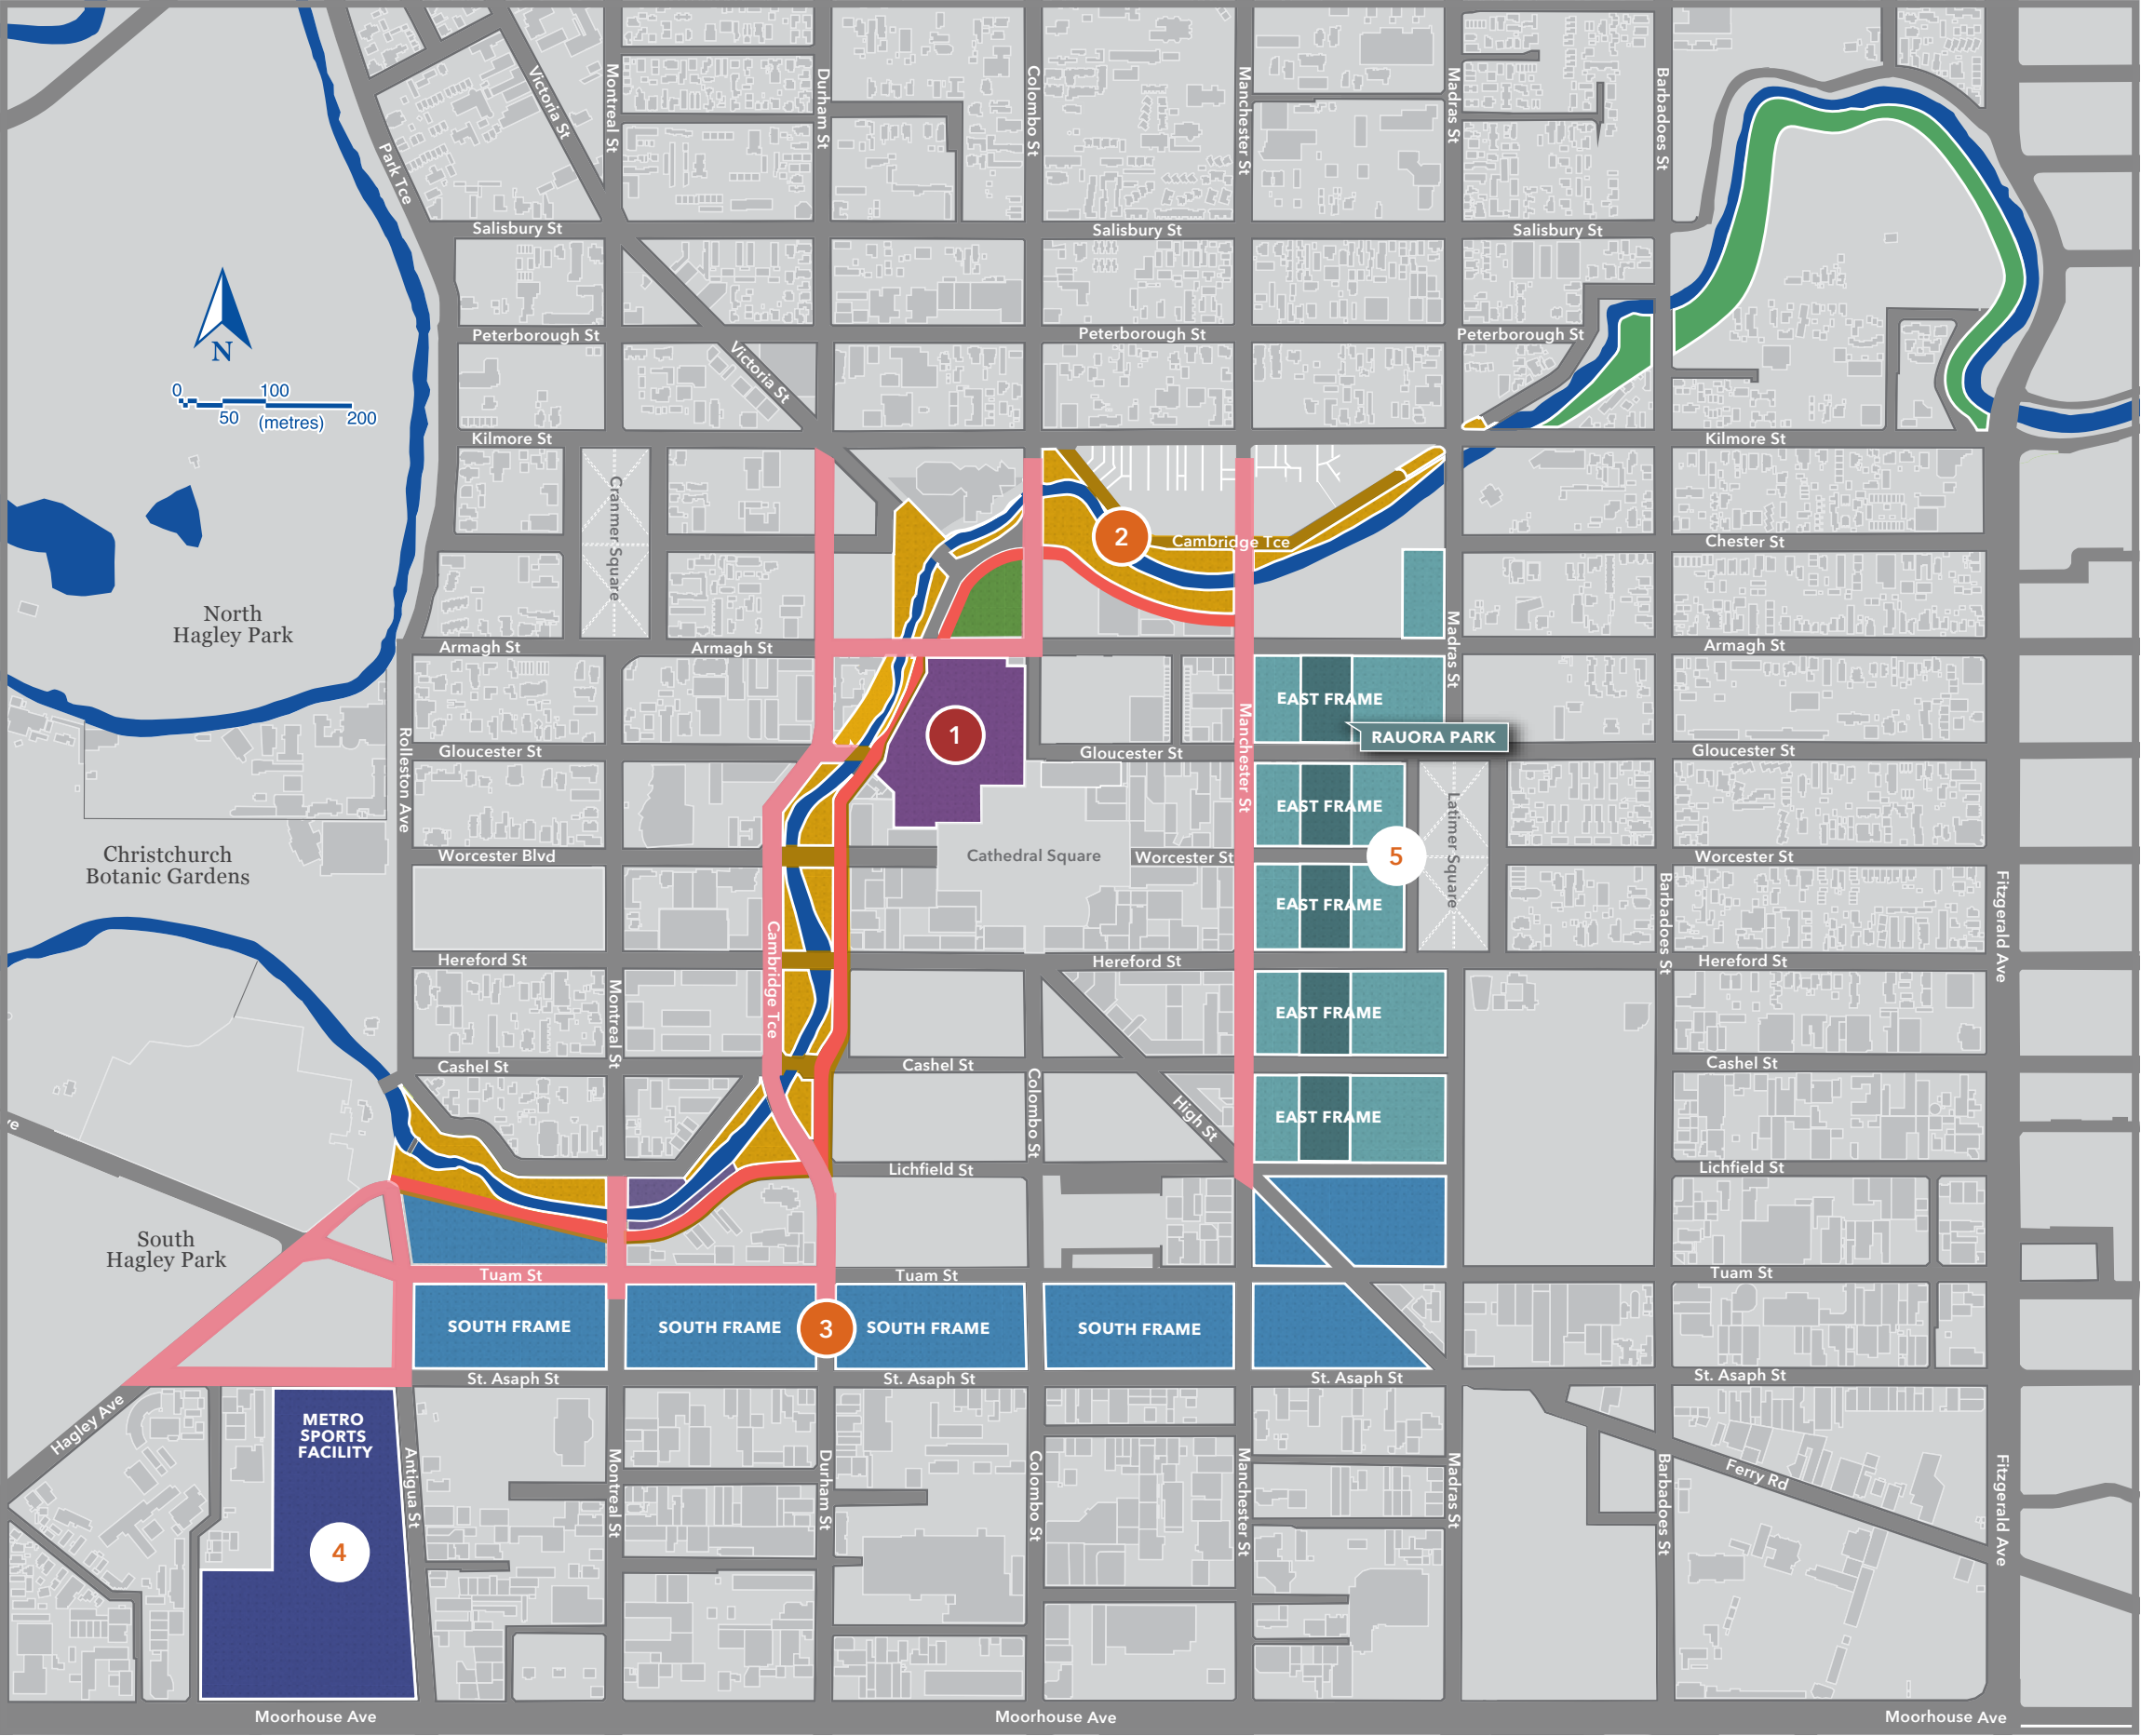 Victoria St
Montreal St
Durham St
Colombo St
Manchester St
Madras St
Barbadoes St
Park Tce
Salisbury St
Salisbury St
Salisbury St
N
Peterborough St
Peterborough St
Peterborough St
Victoria St
0 100
50 (metres) 200
Kilmore St
Kilmore St
Cranmer Square
2
Cambridge Tce
Chester St
North
Hagley Park
Armagh St
Armagh St
Madras St
Armagh St
EAST FRAME
RAUORA PARK
1
Rolleston Ave
Gloucester St
Gloucester St
Manchester St
Gloucester St
EAST FRAME
Latimer Square
Christchurch
Botanic Gardens
Worcester Blvd
Cathedral Square
Worcester St
5
Worcester St
EAST FRAME
Barbadoes St
Fitzgerald Ave
Cambridge Tce
Hereford St
Hereford St
Hereford St
Montreal St
EAST FRAME
Cashel St
Cashel St
Cashel St
Colombo St
High St
EAST FRAME
ve
Lichfield St
Lichfield St
South
Hagley Park
Tuam St
Tuam St
Tuam St
SOUTH FRAME
SOUTH FRAME
3
SOUTH FRAME
SOUTH FRAME
St. Asaph St
St. Asaph St
St. Asaph St
St. Asaph St
Hagley Ave
METRO
SPORTS
FACILITY
Antigua St
Montreal St
Durham St
Colombo St
Manchester St
Madras St
Barbadoes St
Ferry Rd
Fitzgerald Ave
4
Moorhouse Ave
Moorhouse Ave
Moorhouse Ave